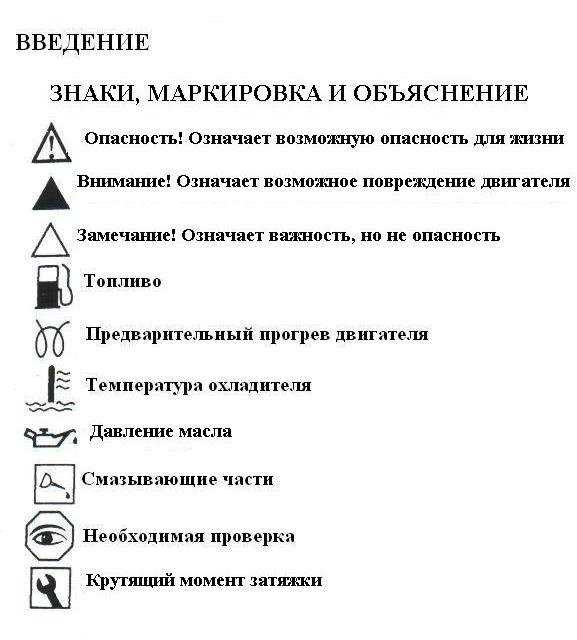 ВВЕДЕНИЕ
ЗНАКИ, МАРКИРОВКА И ОБЪЯСНЕНИЕ
Опасность! Означает возможную опасность для жизни
Внимание! Означает возможное повреждение двигателя
Замечание! Означает важность, но не опасность
Топливо
Предварительный прогрев двигателя
Температура охладителя
Давление масла
Смазывающие части
Необходимая проверка
Крутящий момент затяжки